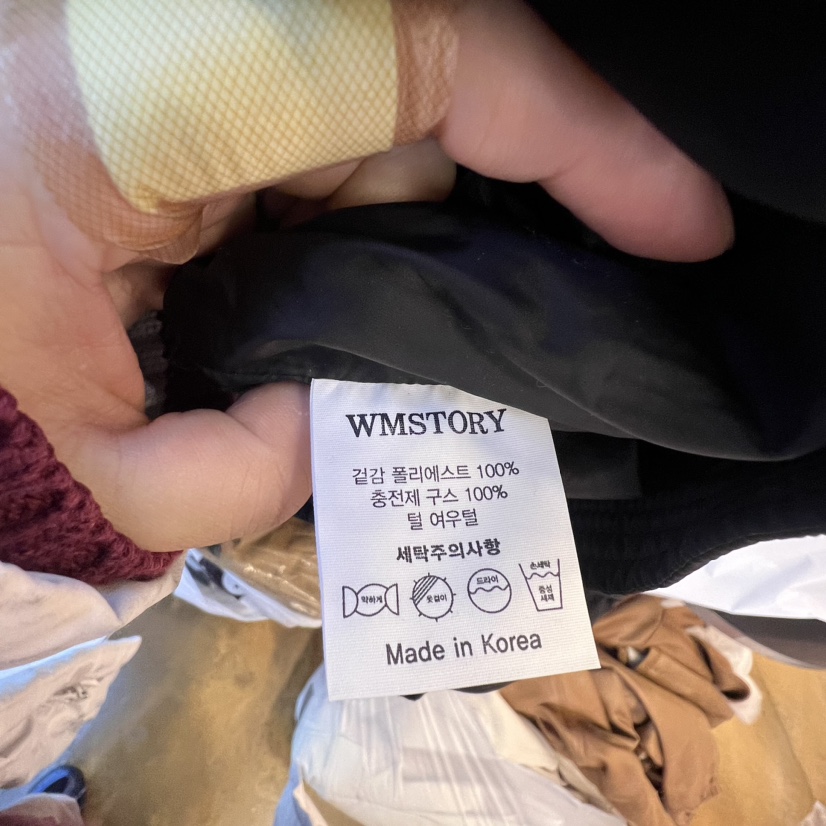 WMSTORY
겉감 폴리에스트 100%
충전제 구스 100%
털 여우털
세탁주의사항
약하게
옷걸이
드라이
손세탁
중성
세제
Made in Korea